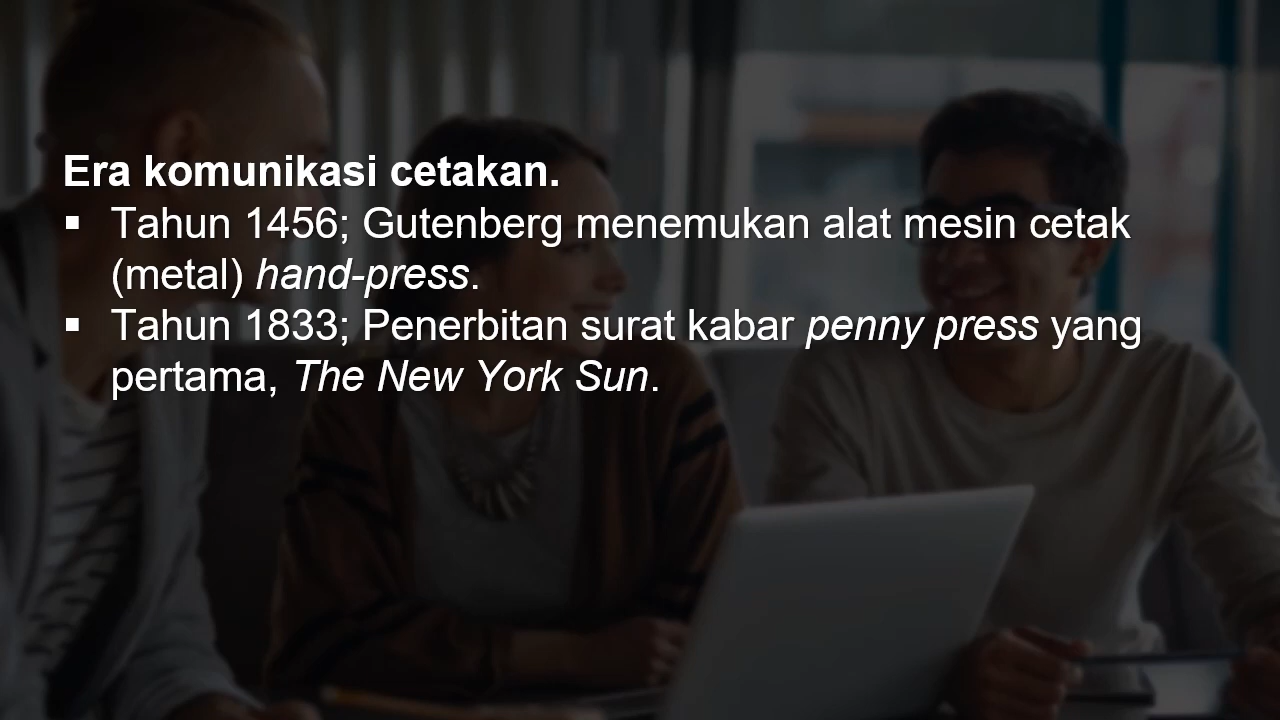 Era komunikasi cetakan.
▪ Tahun 1456; Gutenberg menemukan alat mesin cetak
(metal) hand-press.
▪ Tahun 1833; Penerbitan surat kabar penny press yang
pertama, The New York Sun.